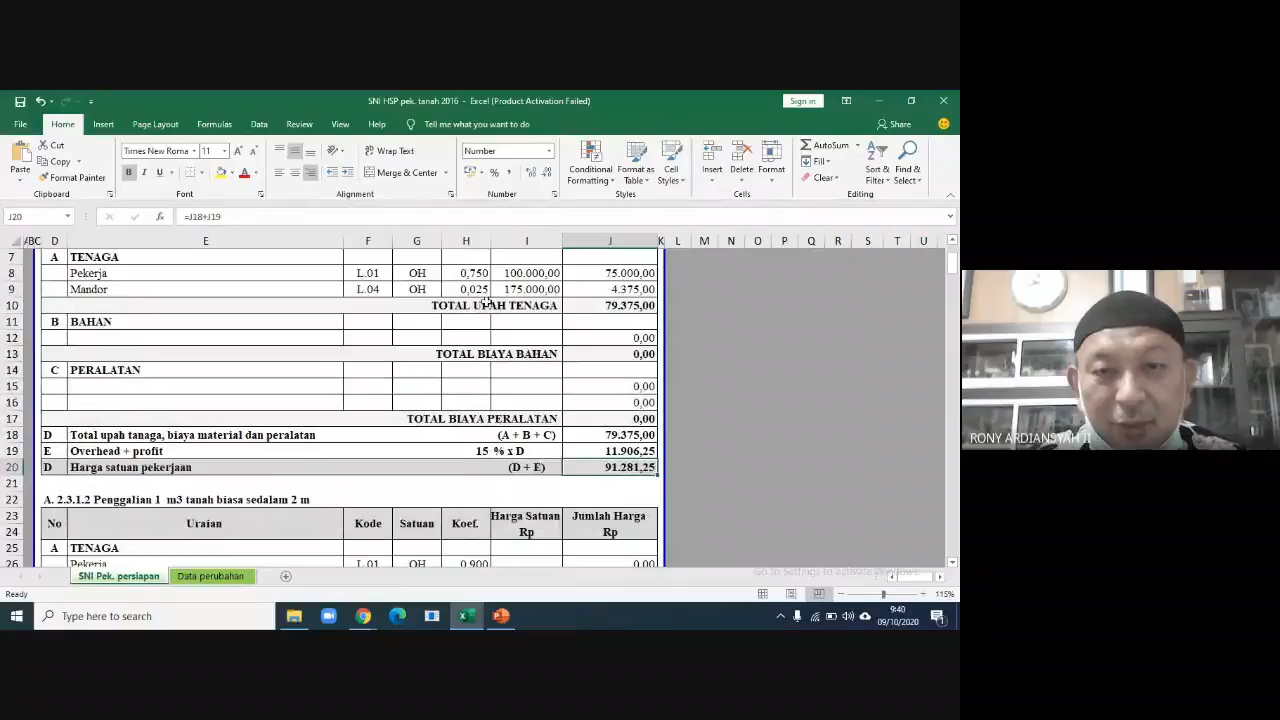 SNI HSP pek. tanah 2016 - Excel (Product Activation Failed)
Sign in
File Home Insert Page Layout Formulas Data Review View Help Tell me what you want to do Share
Cut
Copy
Format Painter
Paste
Clipboard
Times New Roma 11
B I U
Font
Wrap Text
Merge & Center
Alignment
Number
% ,
Number
Conditional Formatting
Format as Table
Cell Styles
Styles
Insert Delete Format
Cells
AutoSum
Fill
Clear
Sort & Filter
Find & Select
Editing
J20 fx =J18+J19
D E F G H I J K L M N O P Q R S T U
7 A TENAGA
8 Pekerja L.01 OH 0,750 100.000,00 75.000,00
9 Mandor L.04 OH 0,025 175.000,00 4.375,00
10 TOTAL UPAH TENAGA 79.375,00
11 B BAHAN
12 0,00
13 TOTAL BIAYA BAHAN 0,00
14 C PERALATAN
15 0,00
16 0,00
17 TOTAL BIAYA PERALATAN 0,00
18 D Total upah tanaga, biaya material dan peralatan (A + B + C) 79.375,00
19 E Overhead + profit 15 % x D 11.906,25
20 D Harga satuan pekerjaan (D + E) 91.281,25
21
22 A. 2.3.1.2 Penggalian 1 m3 tanah biasa sedalam 2 m
23 No Uraian Kode Satuan Koef. Harga Satuan Jumlah Harga
24 Rp Rp
25 A TENAGA
26 Pekerja L.01 OH 0,900 0,00
SNI Pek. persiapan Data perubahan
Go to Settings to activate Windows.
Ready 115%
Type here to search
9:40
09/10/2020
RONY ARDIANSYAH II